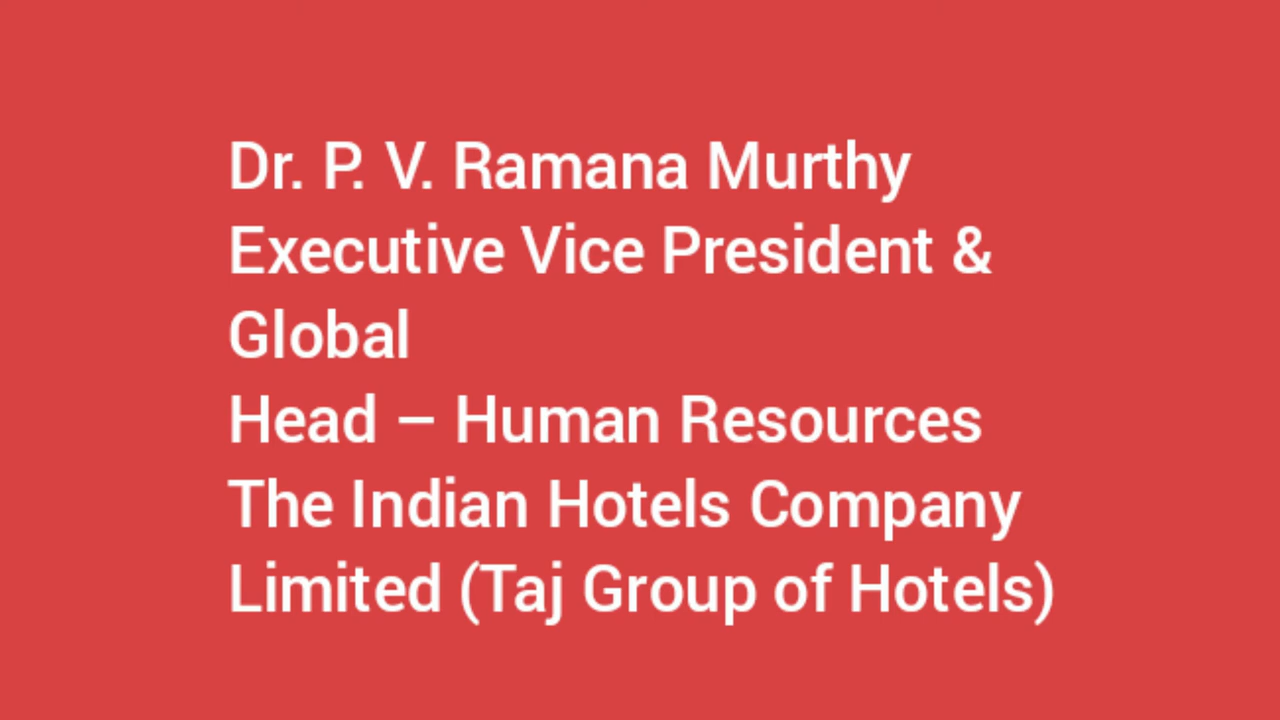 Dr. P. V. Ramana Murthy
Executive Vice President &
Global
Head – Human Resources
The Indian Hotels Company
Limited (Taj Group of Hotels)